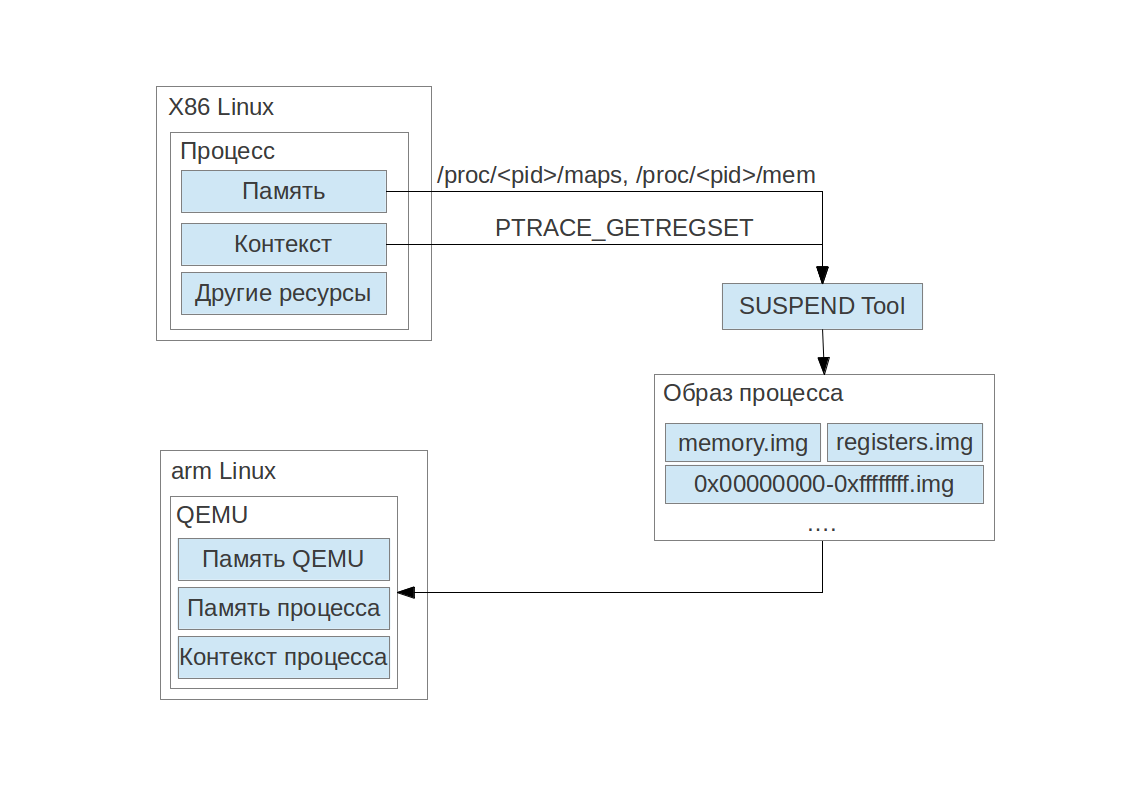 X86 Linux
Процесс
Память
Контекст
Другие ресурсы
/proc/<pid>/maps, /proc/<pid>/mem
PTRACE_GETREGSET
SUSPEND Tool
Образ процесса
memory.img
registers.img
0x00000000-0xffffffff.img
....
arm Linux
QEMU
Память QEMU
Память процесса
Контекст процесса